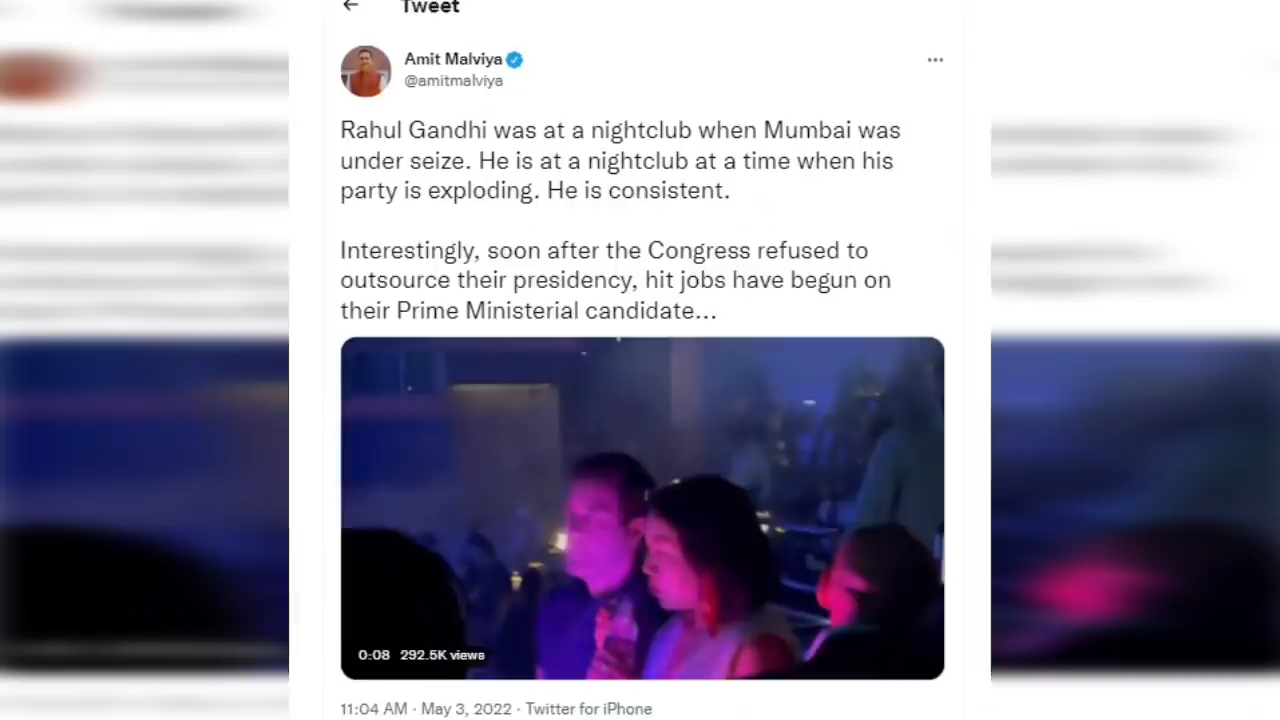 Tweet
Amit Malviya
@amitmalviya
Rahul Gandhi was at a nightclub when Mumbai was
under seize. He is at a nightclub at a time when his
party is exploding. He is consistent.
Interestingly, soon after the Congress refused to
outsource their presidency, hit jobs have begun on
their Prime Ministerial candidate...
0:08 292.5K views
11:04 AM · May 3, 2022 · Twitter for iPhone